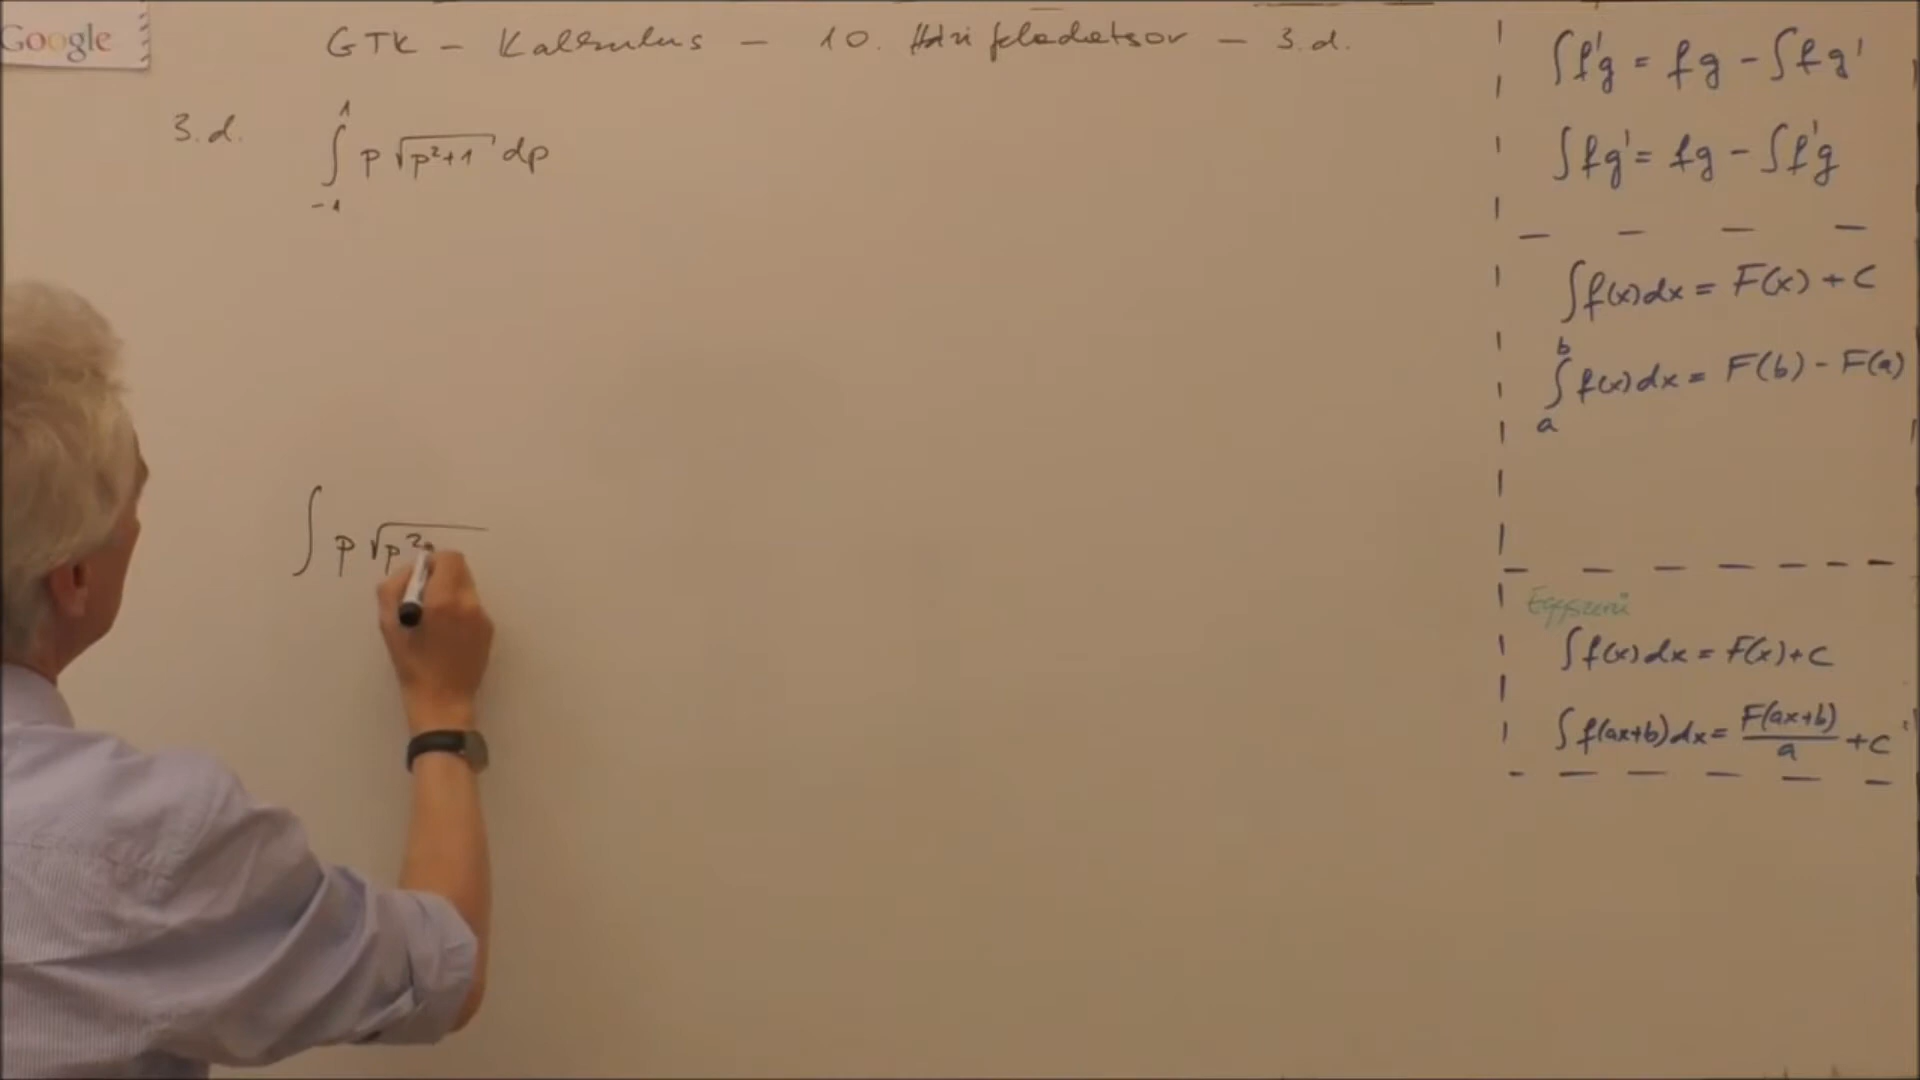 Google
GTK - Kalkulus - 10. Házi feladatsor - 3.d.
3.d. ∫₋₁¹ p √(p²+1) dp
∫ p √(p²
∫f'g = fg - ∫fg'
∫fg' = fg - ∫f'g
∫f(x)dx = F(x) + C
∫ₐᵇ f(x)dx = F(b) - F(a)
Egyszerű
∫f(x)dx = F(x)+C
∫f(ax+b)dx = F(ax+b)/a + C